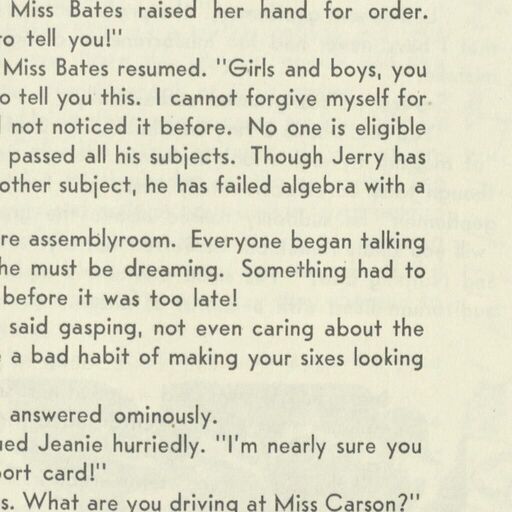 Miss Bates raised her hand for order.
to tell you!"
Miss Bates resumed. "Girls and boys, you
o tell you this. I cannot forgive myself for
not noticed it before. No one is eligible
passed all his subjects. Though Jerry has
other subject, he has failed algebra with a
re assemblyroom. Everyone began talking
he must be dreaming. Something had to
before it was too late!
said gasping, not even caring about the
a bad habit of making your sixes looking
answered ominously.
ued Jeanie hurriedly. "I'm nearly sure you
port card!"
s. What are you driving at Miss Carson?"